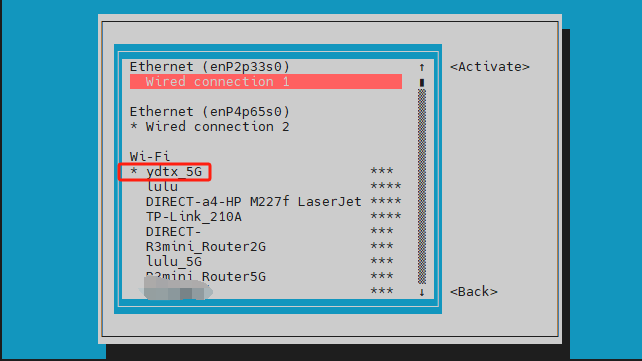 Ethernet (enP2p33s0) ↑ <Activate>
Wired connection 1
Ethernet (enP4p65s0)
* Wired connection 2
Wi-Fi
* ydtx_5G ***
lulu ****
DIRECT-a4-HP M227f LaserJet ****
TP-Link_210A ****
DIRECT- ***
R3mini_Router2G ***
lulu_5G ***
R3mini_Router5G ***
*** ↓ <Back>